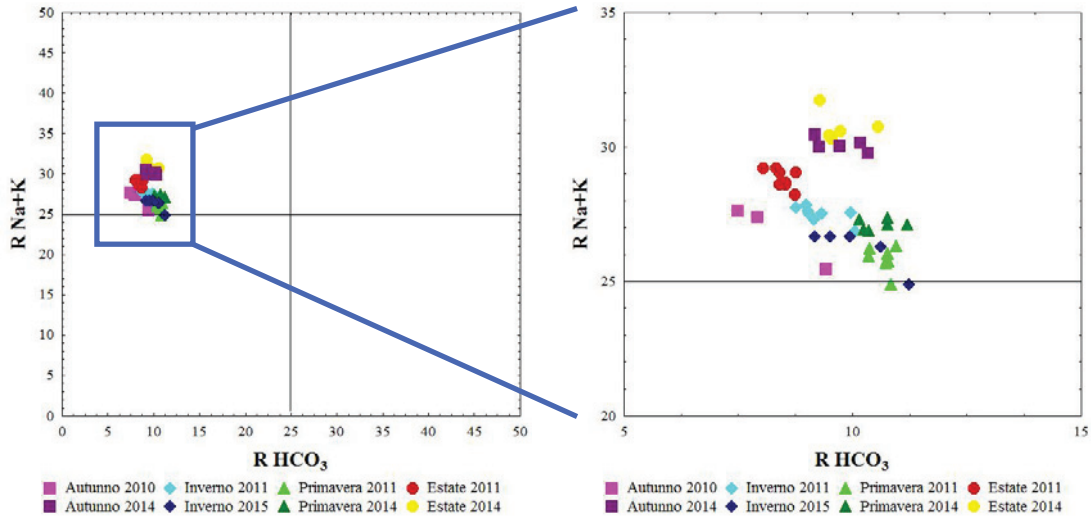 50
45
40
35
30
25
20
15
10
5
0
R Na+K
0 5 10 15 20 25 30 35 40 45 50
R HCO₃
Autunno 2010 Inverno 2011 Primavera 2011 Estate 2011
Autunno 2014 Inverno 2015 Primavera 2014 Estate 2014
35
30
25
20
R Na+K
5 10 15
R HCO₃
Autunno 2010 Inverno 2011 Primavera 2011 Estate 2011
Autunno 2014 Inverno 2015 Primavera 2014 Estate 2014